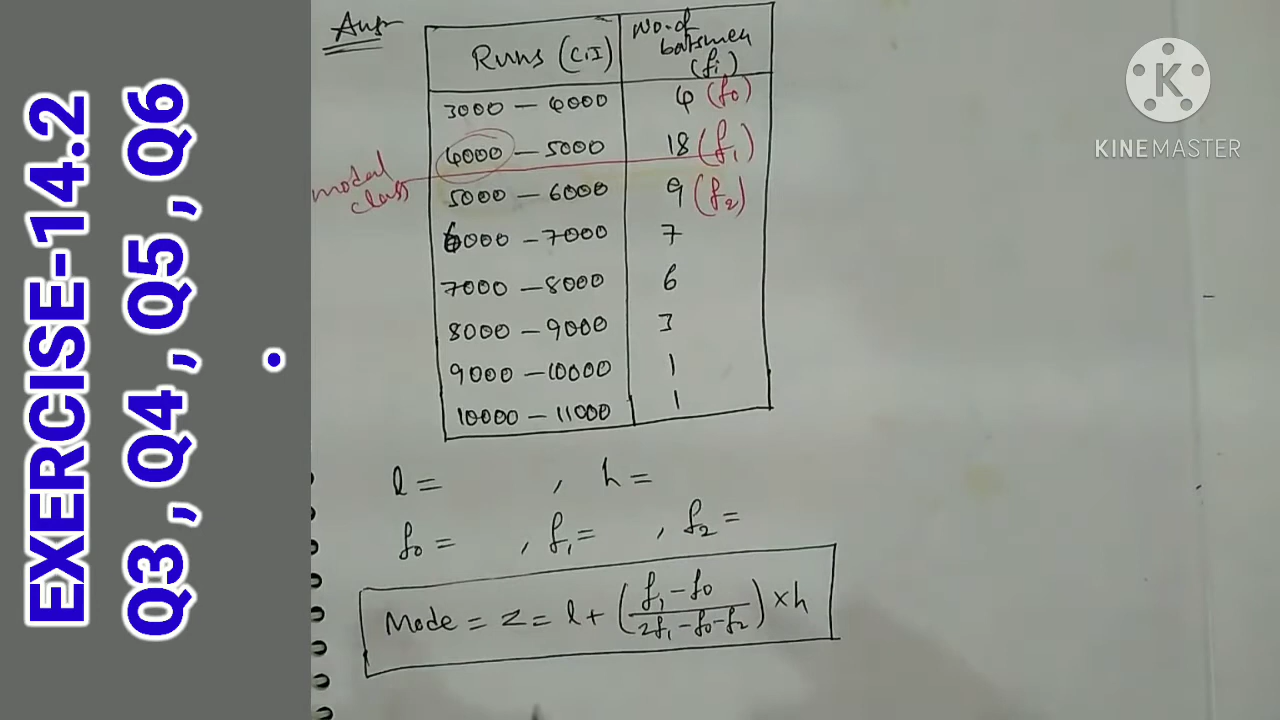 EXERCISE-14.2
Q3 , Q4 , Q5 , Q6 .
Ans
Runs (C.I) No. of batsmen (fi)
3000 - 4000 4 (f0)
4000 - 5000 18 (f1)
modal class
5000 - 6000 9 (f2)
6000 - 7000 7
7000 - 8000 6
8000 - 9000 3
9000 - 10000 1
10000 - 11000 1
l = , h =
f0 = , f1 = , f2 =
Mode = Z = l + (f1 - f0 / 2f1 - f0 - f2) × h
K
KINEMASTER